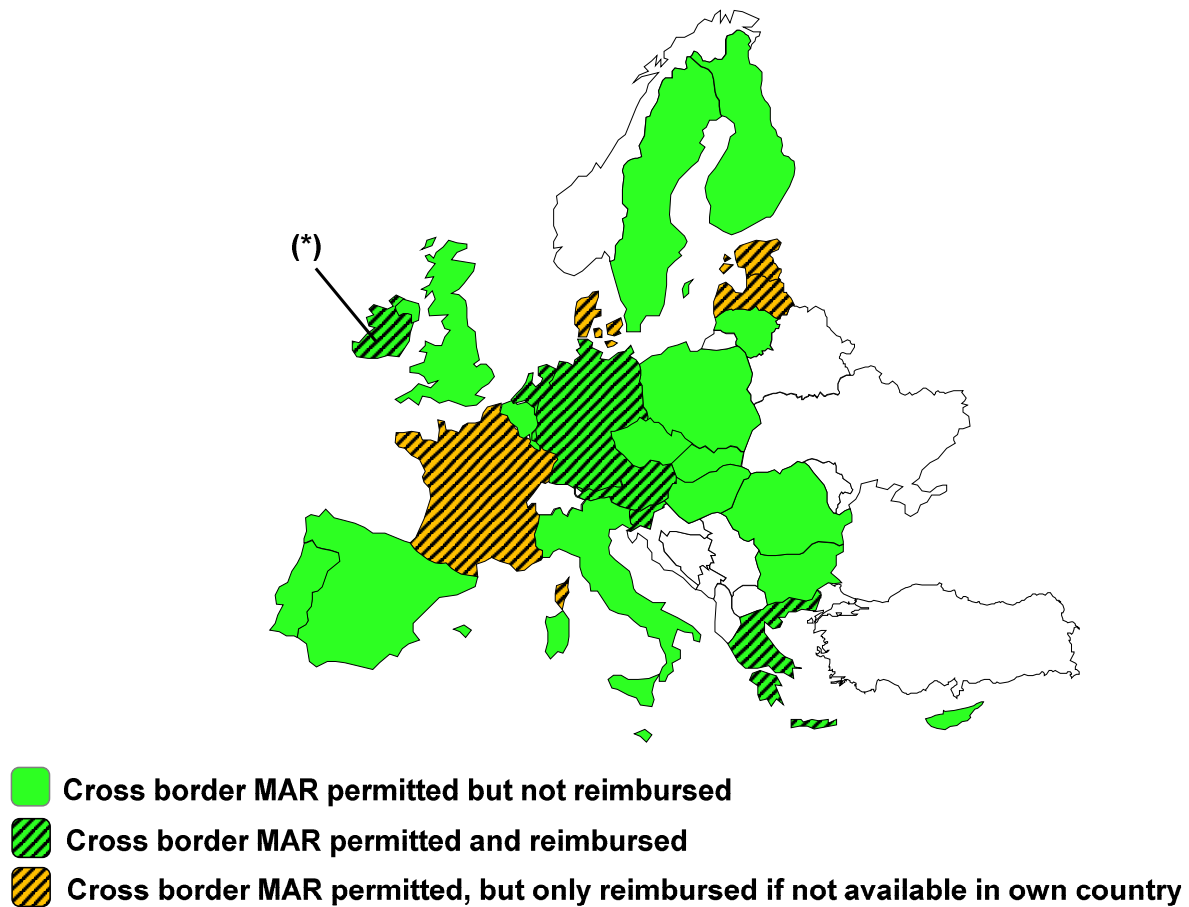 (*)
Cross border MAR permitted but not reimbursed
Cross border MAR permitted and reimbursed
Cross border MAR permitted, but only reimbursed if not available in own country